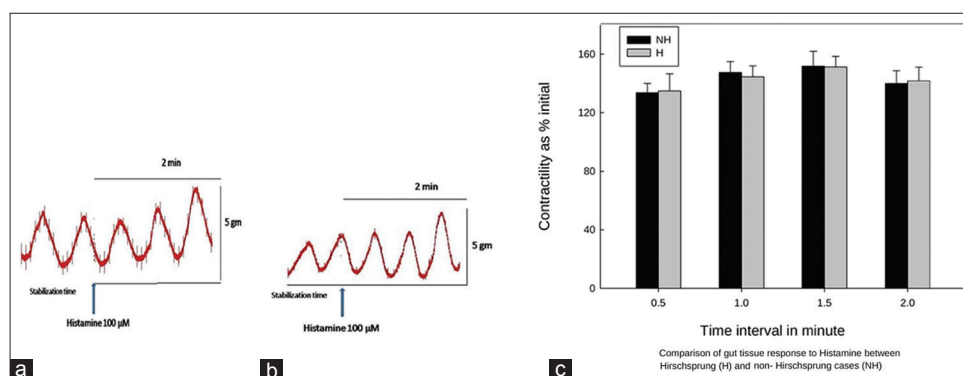 2 min
5 gm
Stabilization time
Histamine 100 µM
a
2 min
5 gm
Stabilization time
Histamine 100 µM
b
NH
H
Contractility as % initial
160
120
80
40
0
0.5 1.0 1.5 2.0
Time interval in minute
Comparison of gut tissue response to Histamine between
Hirschsprung (H) and non- Hirschsprung cases (NH)
c